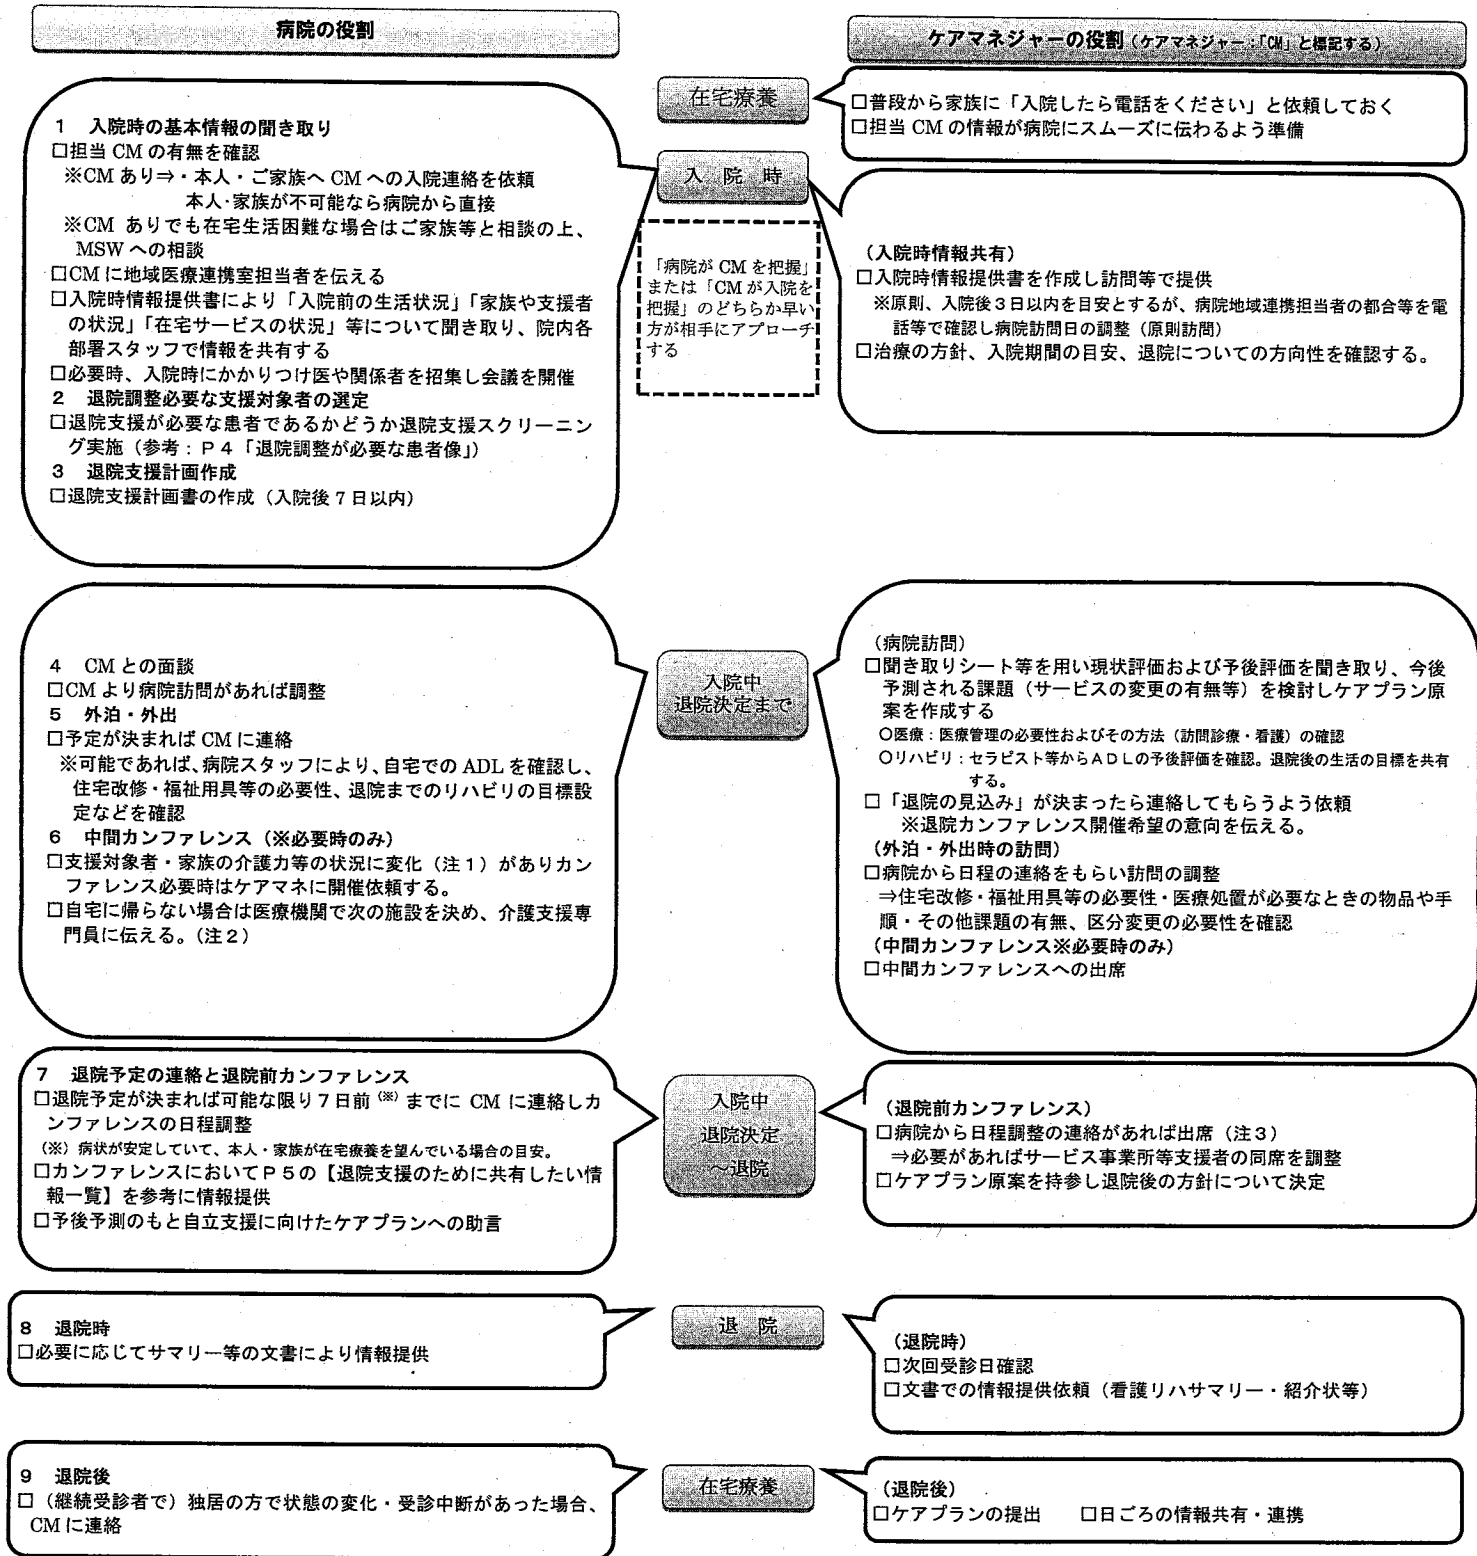 病院の役割
ケアマネジャーの役割（ケアマネジャー：「CM」と標記する）
在宅療養
□普段から家族に「入院したら電話をください」と依頼しておく
□担当 CM の情報が病院にスムーズに伝わるよう準備
1　入院時の基本情報の聞き取り
□担当 CM の有無を確認
※CM あり⇒・本人・ご家族へ CM への入院連絡を依頼
本人・家族が不可能なら病院から直接
※CM ありでも在宅生活困難な場合はご家族等と相談の上、
MSW への相談
□CM に地域医療連携室担当者を伝える
□入院時情報提供書により「入院前の生活状況」「家族や支援者
の状況」「在宅サービスの状況」等について聞き取り、院内各
部署スタッフで情報を共有する
□必要時、入院時にかかりつけ医や関係者を招集し会議を開催
2　退院調整必要な支援対象者の選定
□退院支援が必要な患者であるかどうか退院支援スクリーニン
グ実施（参考：Ｐ４「退院調整が必要な患者像」）
3　退院支援計画作成
□退院支援計画書の作成（入院後 7 日以内）
入　院　時
「病院が CM を把握」
または「CM が入院を
把握」のどちらか早い
方が相手にアプローチ
する
（入院時情報共有）
□入院時情報提供書を作成し訪問等で提供
※原則、入院後３日以内を目安とするが、病院地域連携担当者の都合等を電
話等で確認し病院訪問日の調整（原則訪問）
□治療の方針、入院期間の目安、退院についての方向性を確認する。
4　CM との面談
□CM より病院訪問があれば調整
5　外泊・外出
□予定が決まれば CM に連絡
※可能であれば、病院スタッフにより、自宅での ADL を確認し、
住宅改修・福祉用具等の必要性、退院までのリハビリの目標設
定などを確認
6　中間カンファレンス（※必要時のみ）
□支援対象者・家族の介護力等の状況に変化（注１）がありカン
ファレンス必要時はケアマネに開催依頼する。
□自宅に帰らない場合は医療機関で次の施設を決め、介護支援専
門員に伝える。（注２）
入院中
退院決定まで
（病院訪問）
□聞き取りシート等を用い現状評価および予後評価を聞き取り、今後
予測される課題（サービスの変更の有無等）を検討しケアプラン原
案を作成する
○医療：医療管理の必要性およびその方法（訪問診療・看護）の確認
○リハビリ：セラピスト等からＡＤＬの予後評価を確認。退院後の生活の目標を共有
する。
□「退院の見込み」が決まったら連絡してもらうよう依頼
※退院カンファレンス開催希望の意向を伝える。
（外泊・外出時の訪問）
□病院から日程の連絡をもらい訪問の調整
⇒住宅改修・福祉用具等の必要性・医療処置が必要なときの物品や手
順・その他課題の有無、区分変更の必要性を確認
（中間カンファレンス※必要時のみ）
□中間カンファレンスへの出席
7　退院予定の連絡と退院前カンファレンス
□退院予定が決まれば可能な限り７日前（※）までに CM に連絡しカ
ンファレンスの日程調整
（※）病状が安定していて、本人・家族が在宅療養を望んでいる場合の目安。
□カンファレンスにおいてＰ５の【退院支援のために共有したい情
報一覧】を参考に情報提供
□予後予測のもと自立支援に向けたケアプランへの助言
入院中
退院決定
～退院
（退院前カンファレンス）
□病院から日程調整の連絡があれば出席（注３）
⇒必要があればサービス事業所等支援者の同席を調整
□ケアプラン原案を持参し退院後の方針について決定
8　退院時
□必要に応じてサマリー等の文書により情報提供
退　院
（退院時）
□次回受診日確認
□文書での情報提供依頼（看護リハサマリー・紹介状等）
9　退院後
□（継続受診者で）独居の方で状態の変化・受診中断があった場合、
CM に連絡
在宅療養
（退院後）
□ケアプランの提出　　□日ごろの情報共有・連携